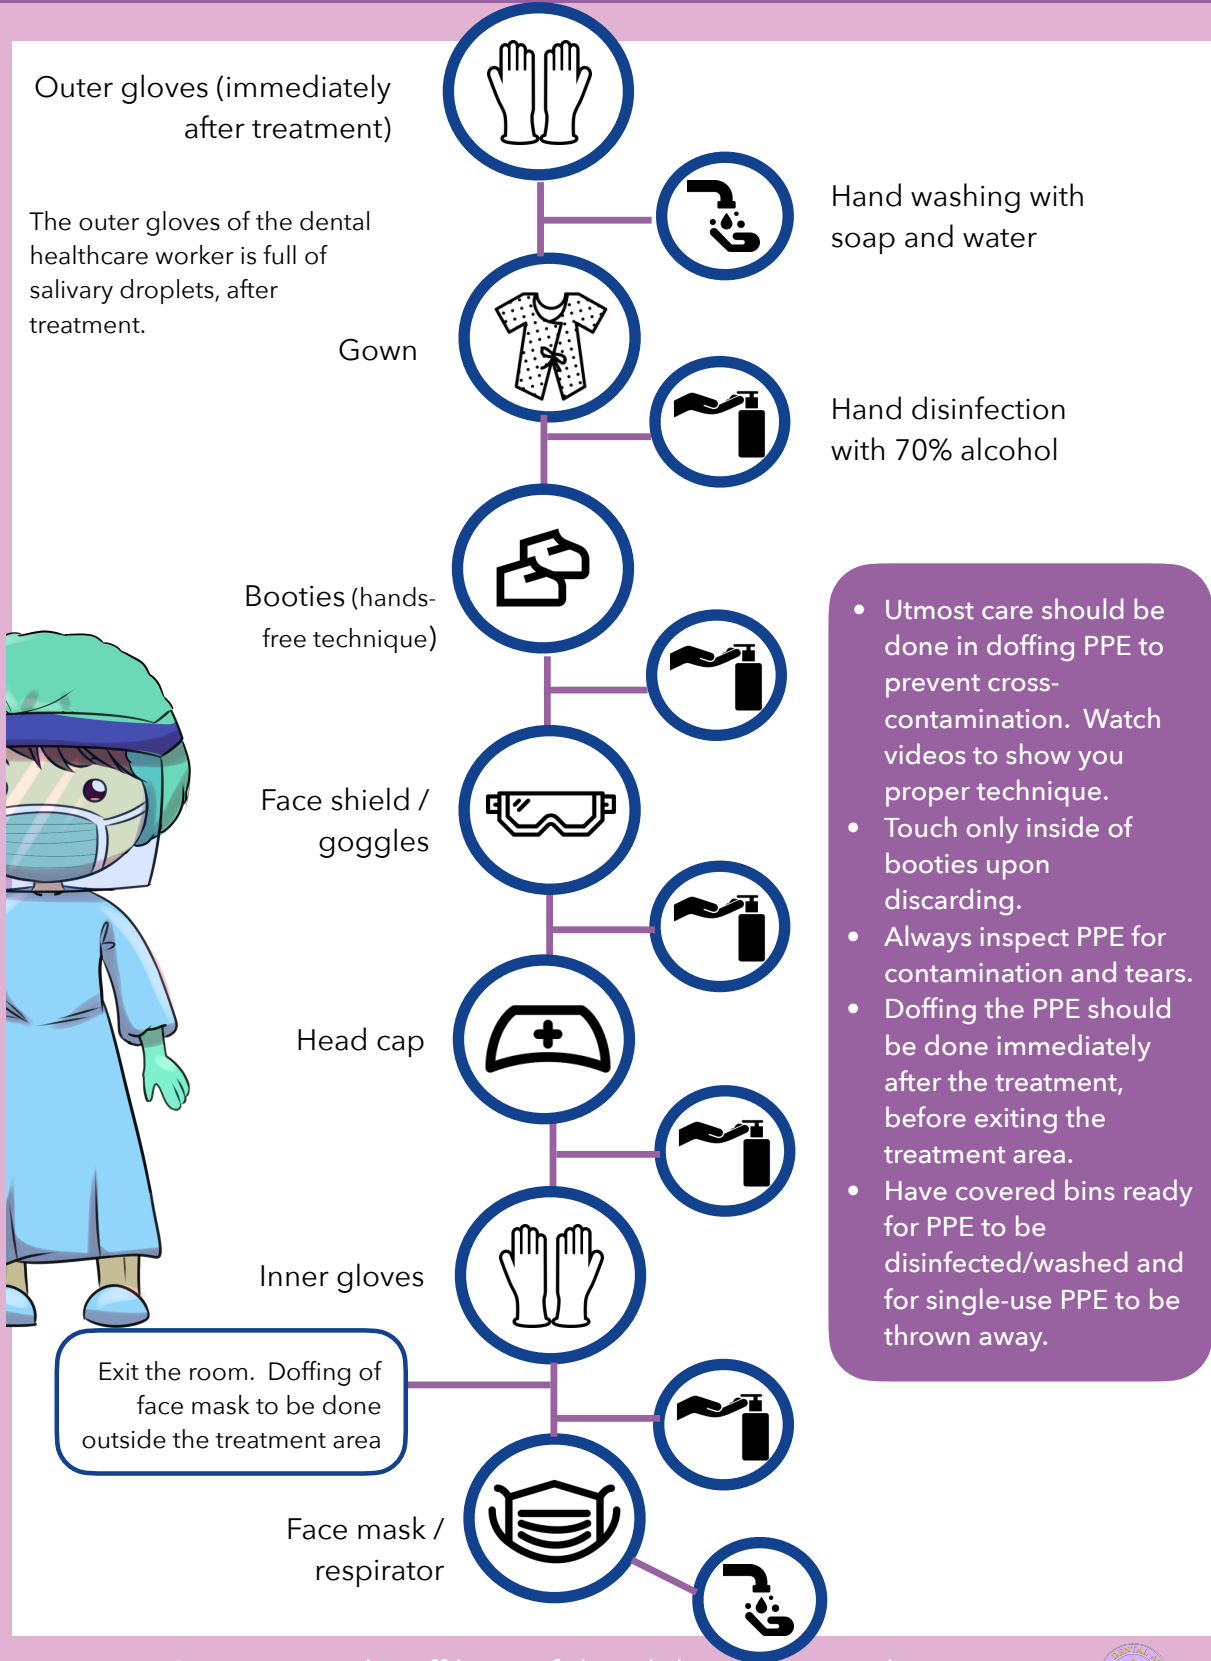 Outer gloves (immediately
after treatment)
The outer gloves of the dental
healthcare worker is full of
salivary droplets, after
treatment.
Hand washing with
soap and water
Gown
Hand disinfection
with 70% alcohol
Booties (hands-
free technique)
Face shield /
goggles
Head cap
Inner gloves
Exit the room.  Doffing of
face mask to be done
outside the treatment area
Face mask /
respirator
• Utmost care should be
done in doffing PPE to
prevent cross-
contamination.  Watch
videos to show you
proper technique.
• Touch only inside of
booties upon
discarding.
• Always inspect PPE for
contamination and tears.
• Doffing the PPE should
be done immediately
after the treatment,
before exiting the
treatment area.
• Have covered bins ready
for PPE to be
disinfected/washed and
for single-use PPE to be
thrown away.
DENTAL